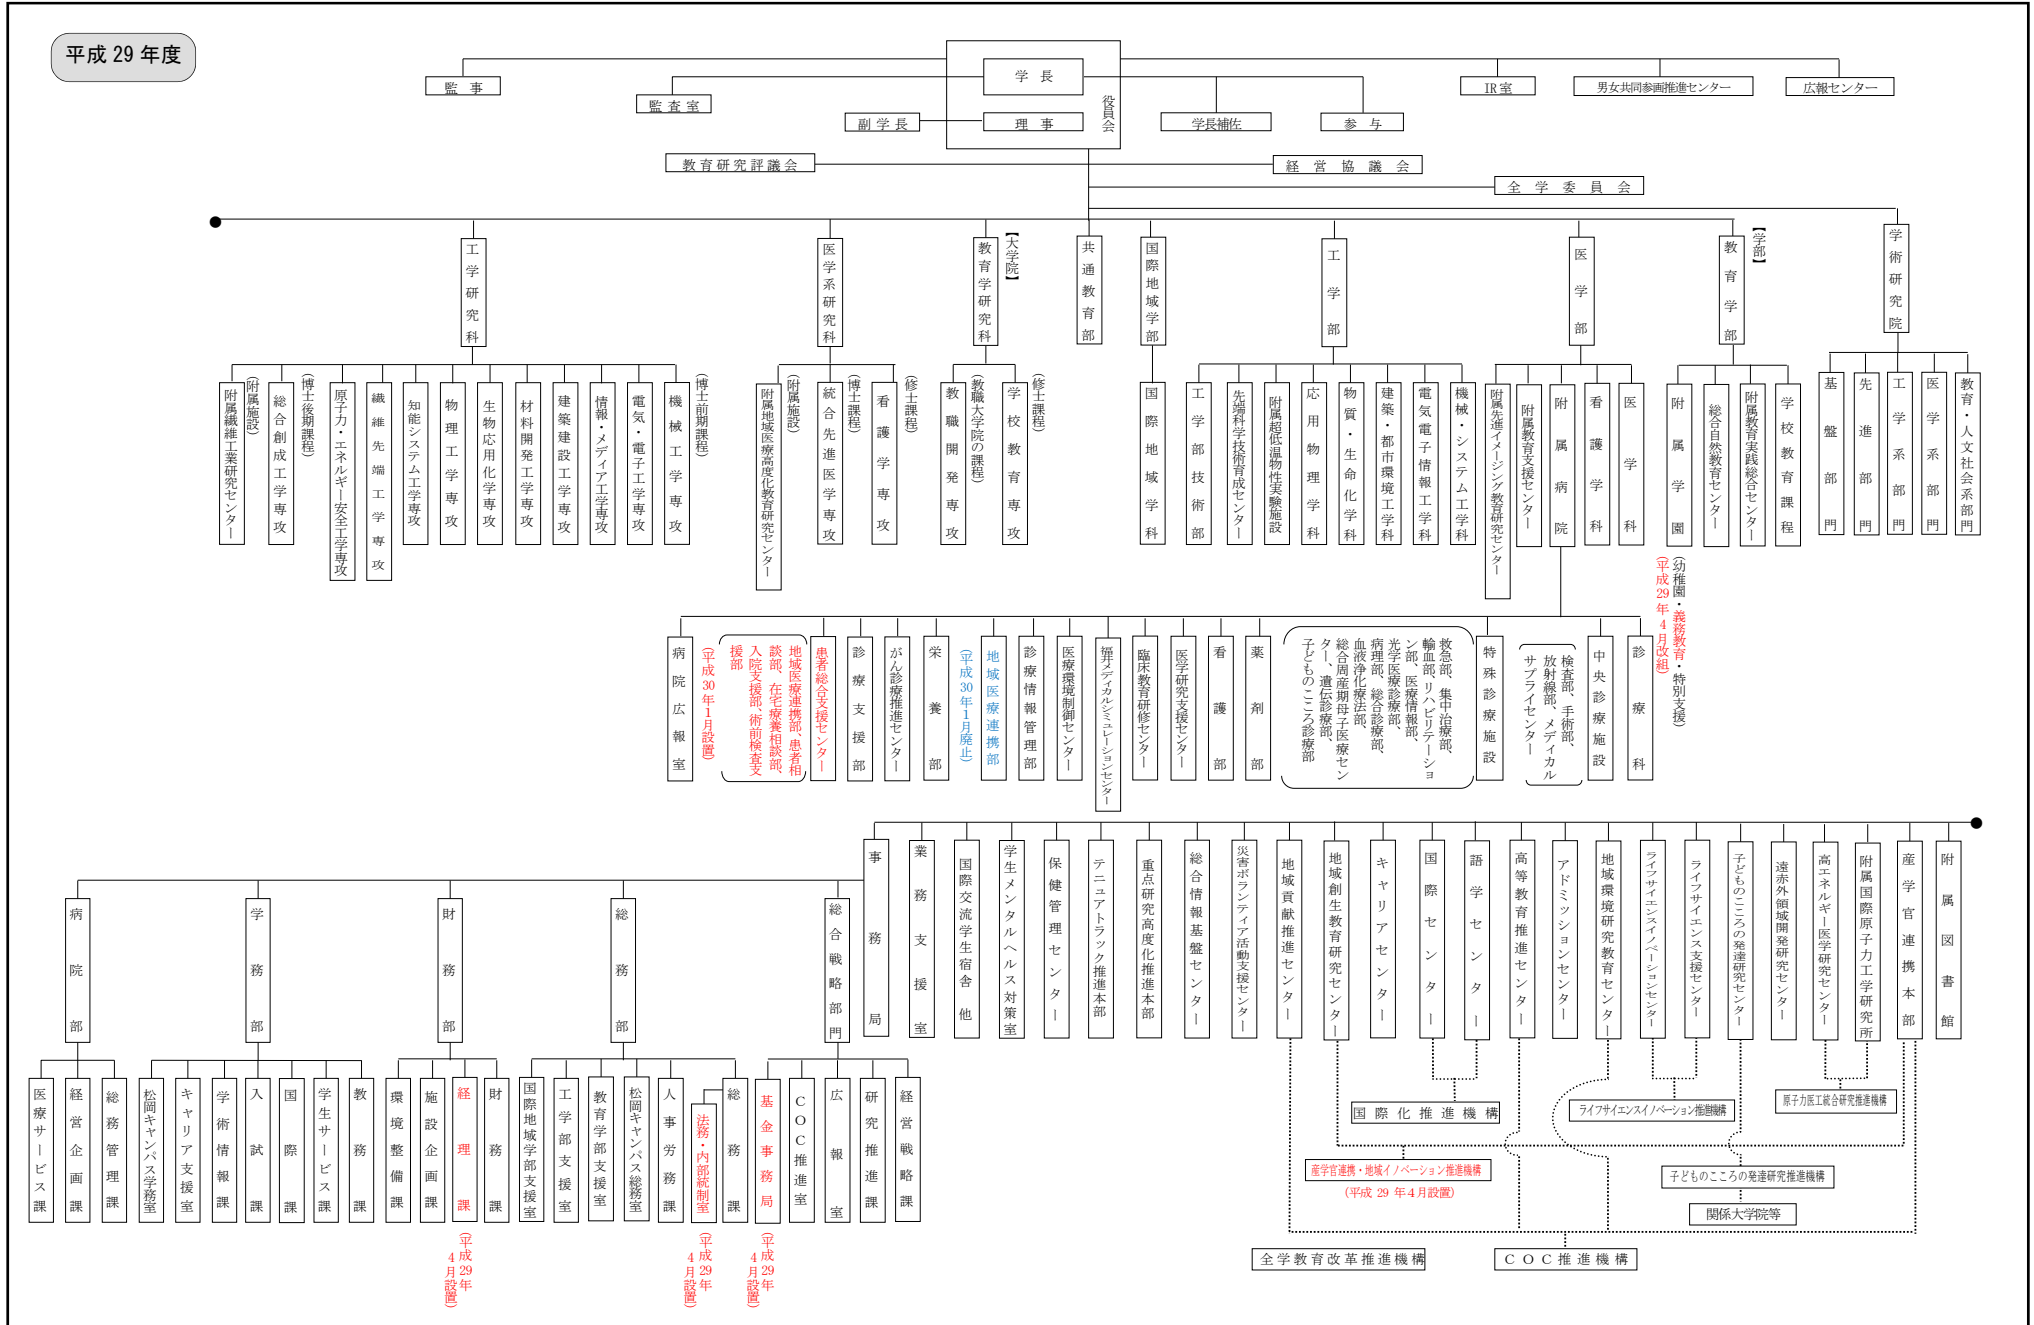 平成 29 年度
学長
監事
監査室
役員会
IR室
男女共同参画推進センター
広報センター
副学長
理事
学長補佐
参与
教育研究評議会
経営協議会
全学委員会
工学研究科
医学系研究科
教育学研究科
【大学院】
共通教育部
国際地域学部
工学部
医学部
教育学部
【学部】
学術研究院
附属繊維工業研究センター
(附属施設)
総合創成工学専攻
(博士後期課程)
原子力・エネルギー安全工学専攻
繊維先端工学専攻
知能システム工学専攻
物理工学専攻
生物応用化学専攻
材料開発工学専攻
建築建設工学専攻
情報・メディア工学専攻
電気・電子工学専攻
機械工学専攻
(博士前期課程)
附属地域医療高度化教育研究センター
(附属施設)
統合先進医学専攻
(博士課程)
看護学専攻
(修士課程)
教職開発専攻
(教職大学院の課程)
学校教育専攻
(修士課程)
国際地域学科
工学部技術部
先端科学技術育成センター
附属超低温物性実験施設
応用物理学科
物質・生命化学科
建築・都市環境工学科
電気電子情報工学科
機械・システム工学科
附属先進イメージング教育研究センター
附属教育支援センター
附属病院
看護学科
医学科
附属学園
(幼稚園・義務教育・特別支援)
(平成29年4月改組)
総合自然教育センター
附属教育実践総合センター
学校教育課程
基盤部門
先進部門
工学系部門
医学系部門
教育・人文社会系部門
病院広報室
(平成30年1月設置)
地域医療連携部、患者相
談部、在宅療養相談部、
入院支援部、術前検査支
援部
患者総合支援センター
診療支援部
がん診療推進センター
栄養部
(平成30年1月廃止)
地域医療連携部
診療情報管理部
医療環境制御センター
福井メディカルシミュレーションセンター
臨床教育研修センター
医学研究支援センター
看護部
薬剤部
救急部、集中治療部、
輸血部、リハビリテーショ
ン部、医療情報部、
光学医療診療部、
病理部、総合診療部、
血液浄化療法部、
総合周産期母子医療セン
ター、遺伝診療部、
子どものこころ診療部
特殊診療施設
検査部、手術部、
放射線部、メディカル
サプライセンター
中央診療施設
診療科
事務局
業務支援室
国際交流学生宿舎 他
学生メンタルヘルス対策室
保健管理センター
テニュアトラック推進本部
重点研究高度化推進本部
総合情報基盤センター
災害ボランティア活動支援センター
地域貢献推進センター
地域創生教育研究センター
キャリアセンター
国際センター
語学センター
高等教育推進センター
アドミッションセンター
地域環境研究教育センター
ライフサイエンスイノベーションセンター
ライフサイエンス支援センター
子どものこころの発達研究センター
遠赤外領域開発研究センター
高エネルギー医学研究センター
附属国際原子力工学研究所
産学官連携本部
附属図書館
病院部
学務部
財務部
総務部
総合戦略部門
医療サービス課
経営企画課
総務管理課
松岡キャンパス学務室
キャリア支援室
学術情報課
入試課
国際課
学生サービス課
教務課
環境整備課
施設企画課
経理課
(平成29年
4月設置)
財務課
国際地域学部支援室
工学部支援室
教育学部支援室
松岡キャンパス総務室
人事労務課
法務・内部統制室
(平成29年
4月設置)
総務課
基金事務局
(平成29年
4月設置)
COC推進室
広報室
研究推進課
経営戦略課
国際化推進機構
ライフサイエンスイノベーション推進機構
原子力医工統合研究推進機構
産学官連携・地域イノベーション推進機構
(平成 29 年4月設置)
子どものこころの発達研究推進機構
関係大学院等
全学教育改革推進機構
COC推進機構